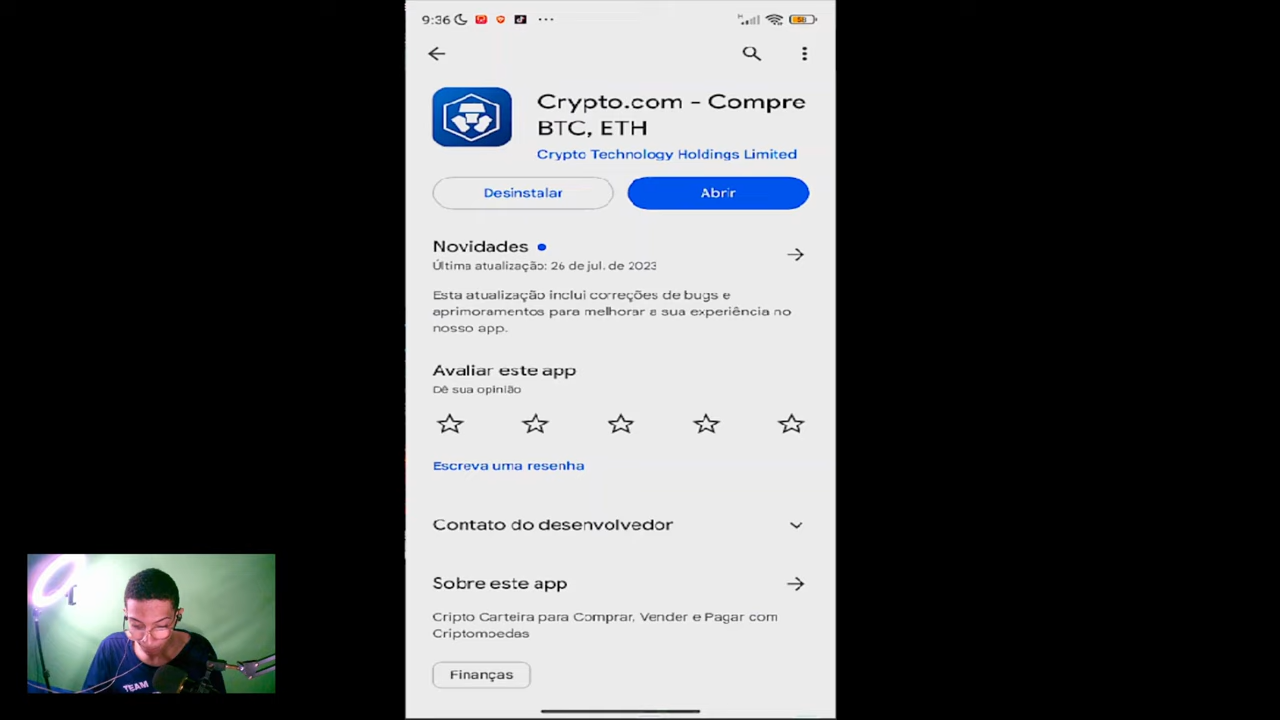 9:36
Crypto.com - Compre
BTC, ETH
Crypto Technology Holdings Limited
Desinstalar
Abrir
Novidades
Última atualização: 26 de jul. de 2023
Esta atualização inclui correções de bugs e
aprimoramentos para melhorar a sua experiência no
nosso app.
Avaliar este app
Dê sua opinião
Escreva uma resenha
Contato do desenvolvedor
Sobre este app
Cripto Carteira para Comprar, Vender e Pagar com
Criptomoedas
Finanças
TEAM